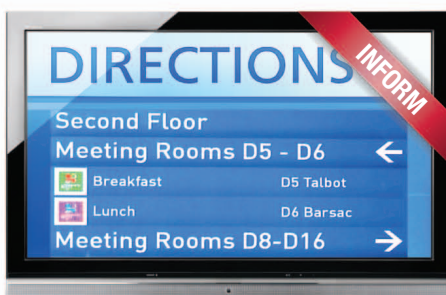 DIRECTIONS
INFORM
Second Floor
Meeting Rooms D5 - D6 ←
Breakfast D5 Talbot
Lunch D6 Barsac
Meeting Rooms D8-D16 →